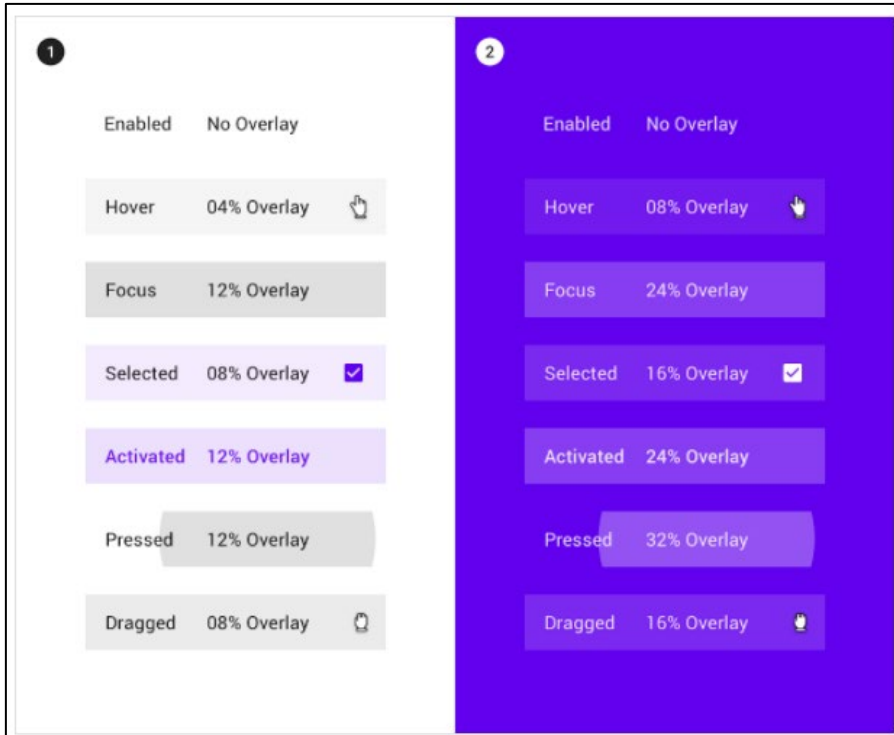 1
Enabled No Overlay
Hover 04% Overlay
Focus 12% Overlay
Selected 08% Overlay
Activated 12% Overlay
Pressed 12% Overlay
Dragged 08% Overlay
2
Enabled No Overlay
Hover 08% Overlay
Focus 24% Overlay
Selected 16% Overlay
Activated 24% Overlay
Pressed 32% Overlay
Dragged 16% Overlay